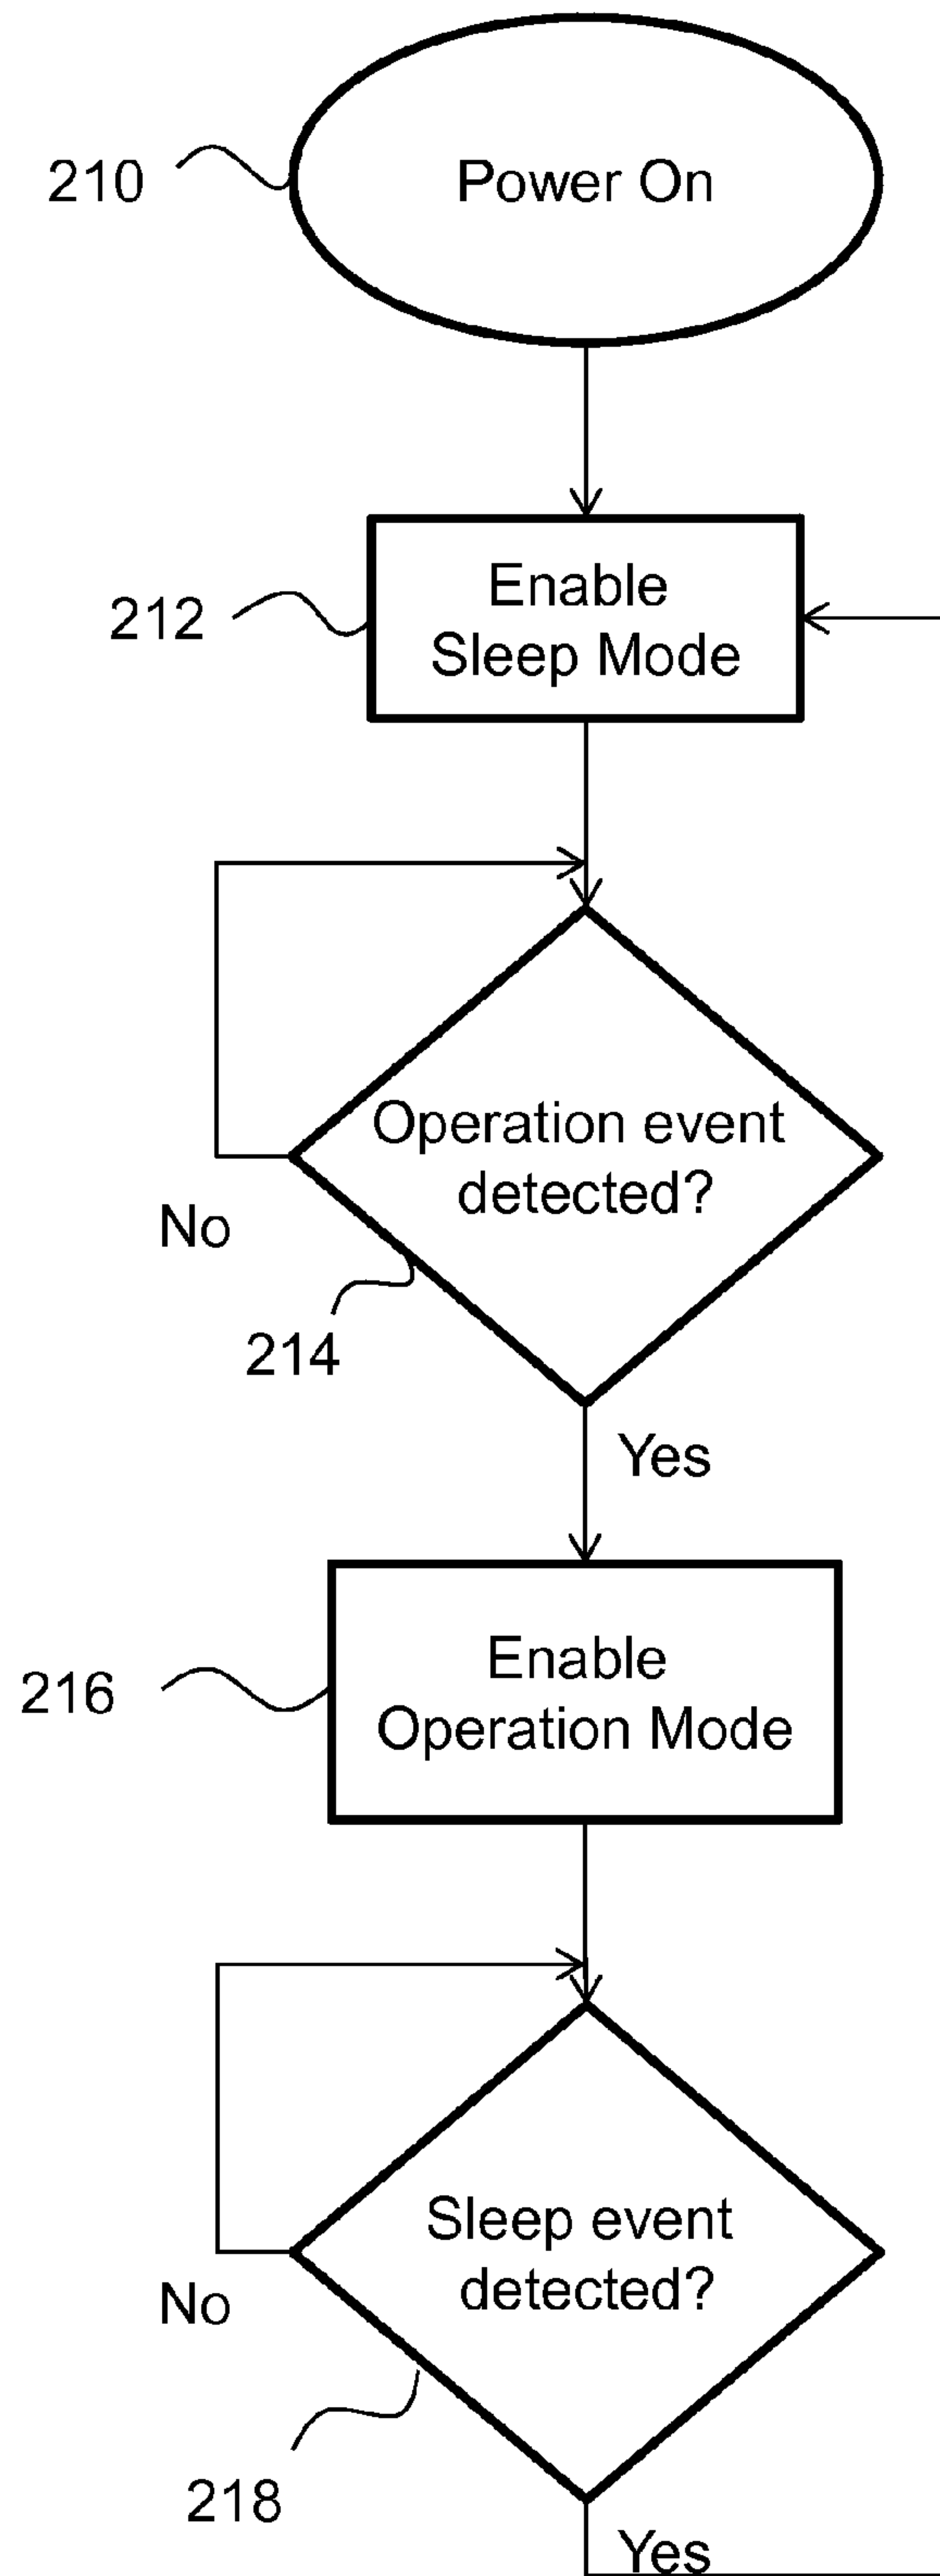 210
Power On
212
Enable
Sleep Mode
Operation event
detected?
No
214
Yes
216
Enable
Operation Mode
Sleep event
detected?
No
218
Yes